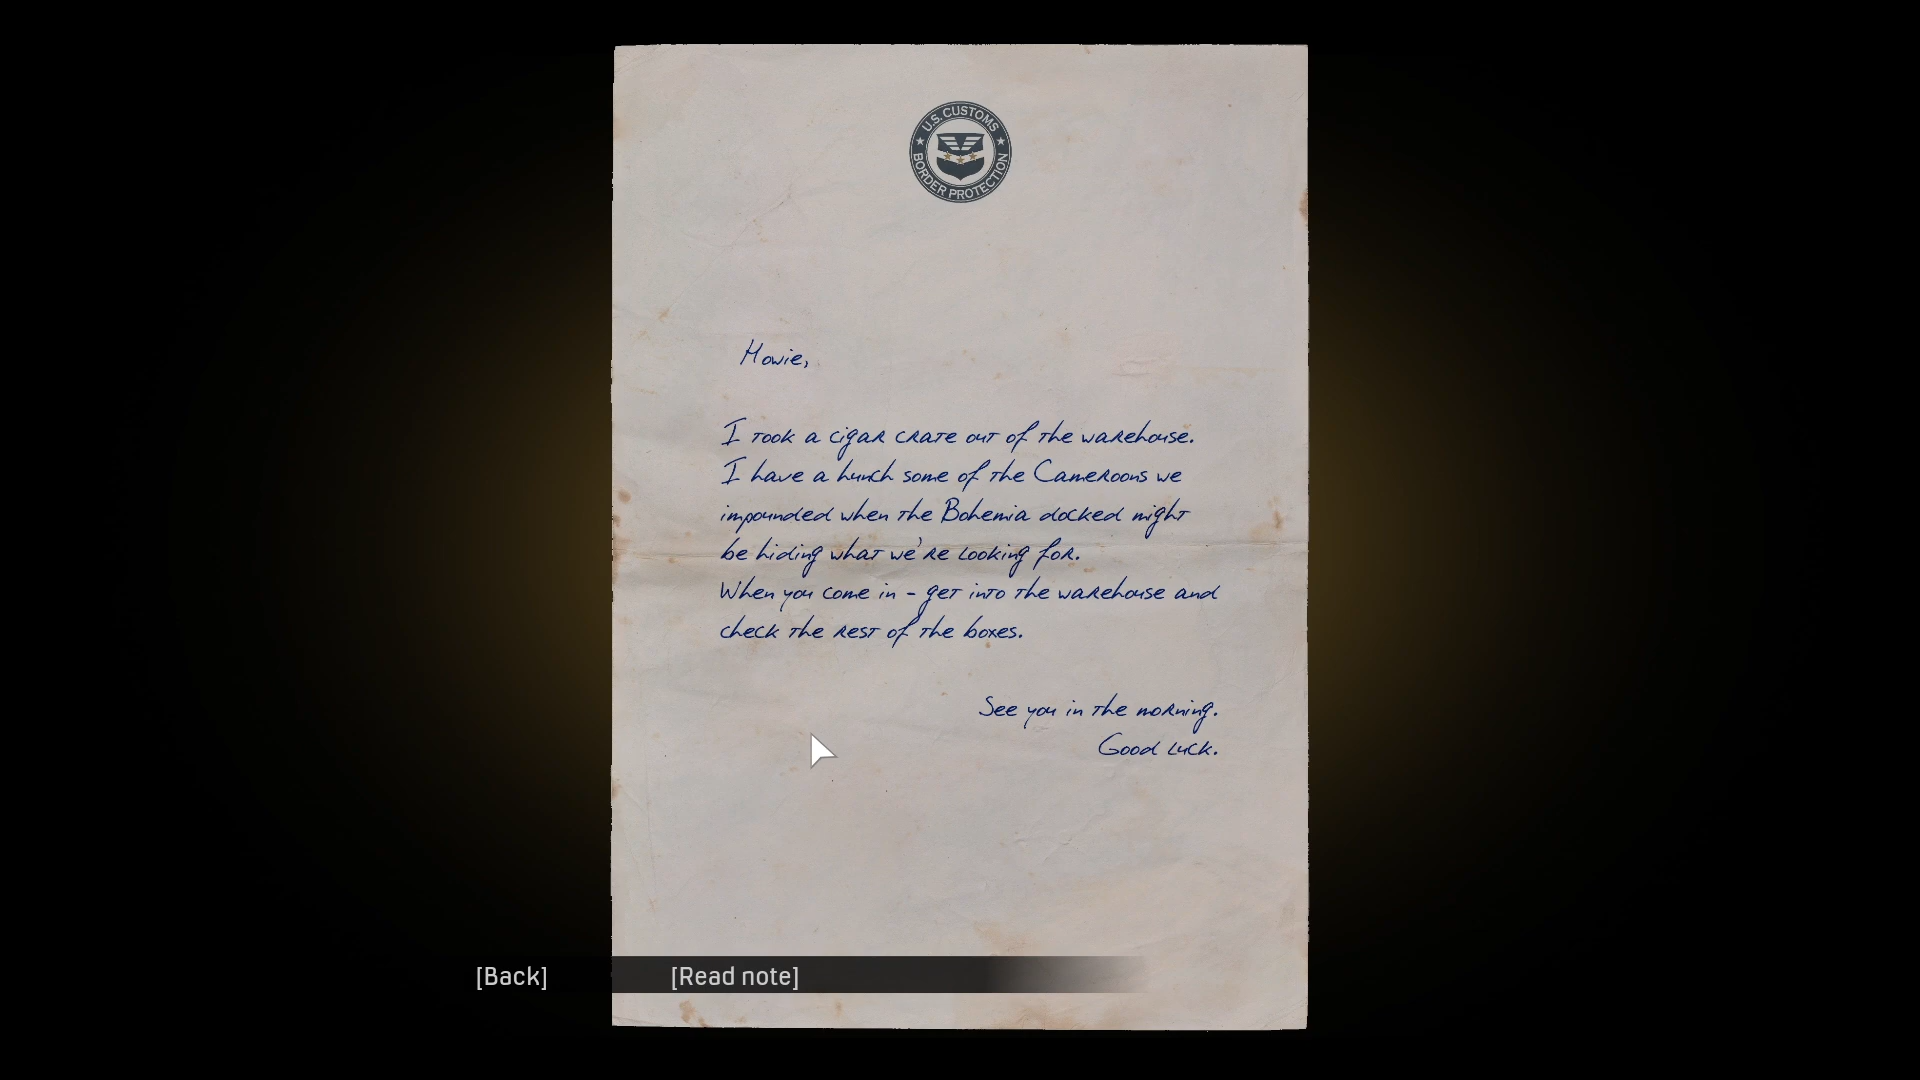 U.S. CUSTOMS
BORDER PROTECTION
Howie,
I took a cigar crate out of the warehouse.
I have a hunch some of the Cameroons we
impounded when the Bohemia docked might
be hiding what we're looking for.
When you come in - get into the warehouse and
check the rest of the boxes.
See you in the morning.
Good luck.
[Back]
[Read note]